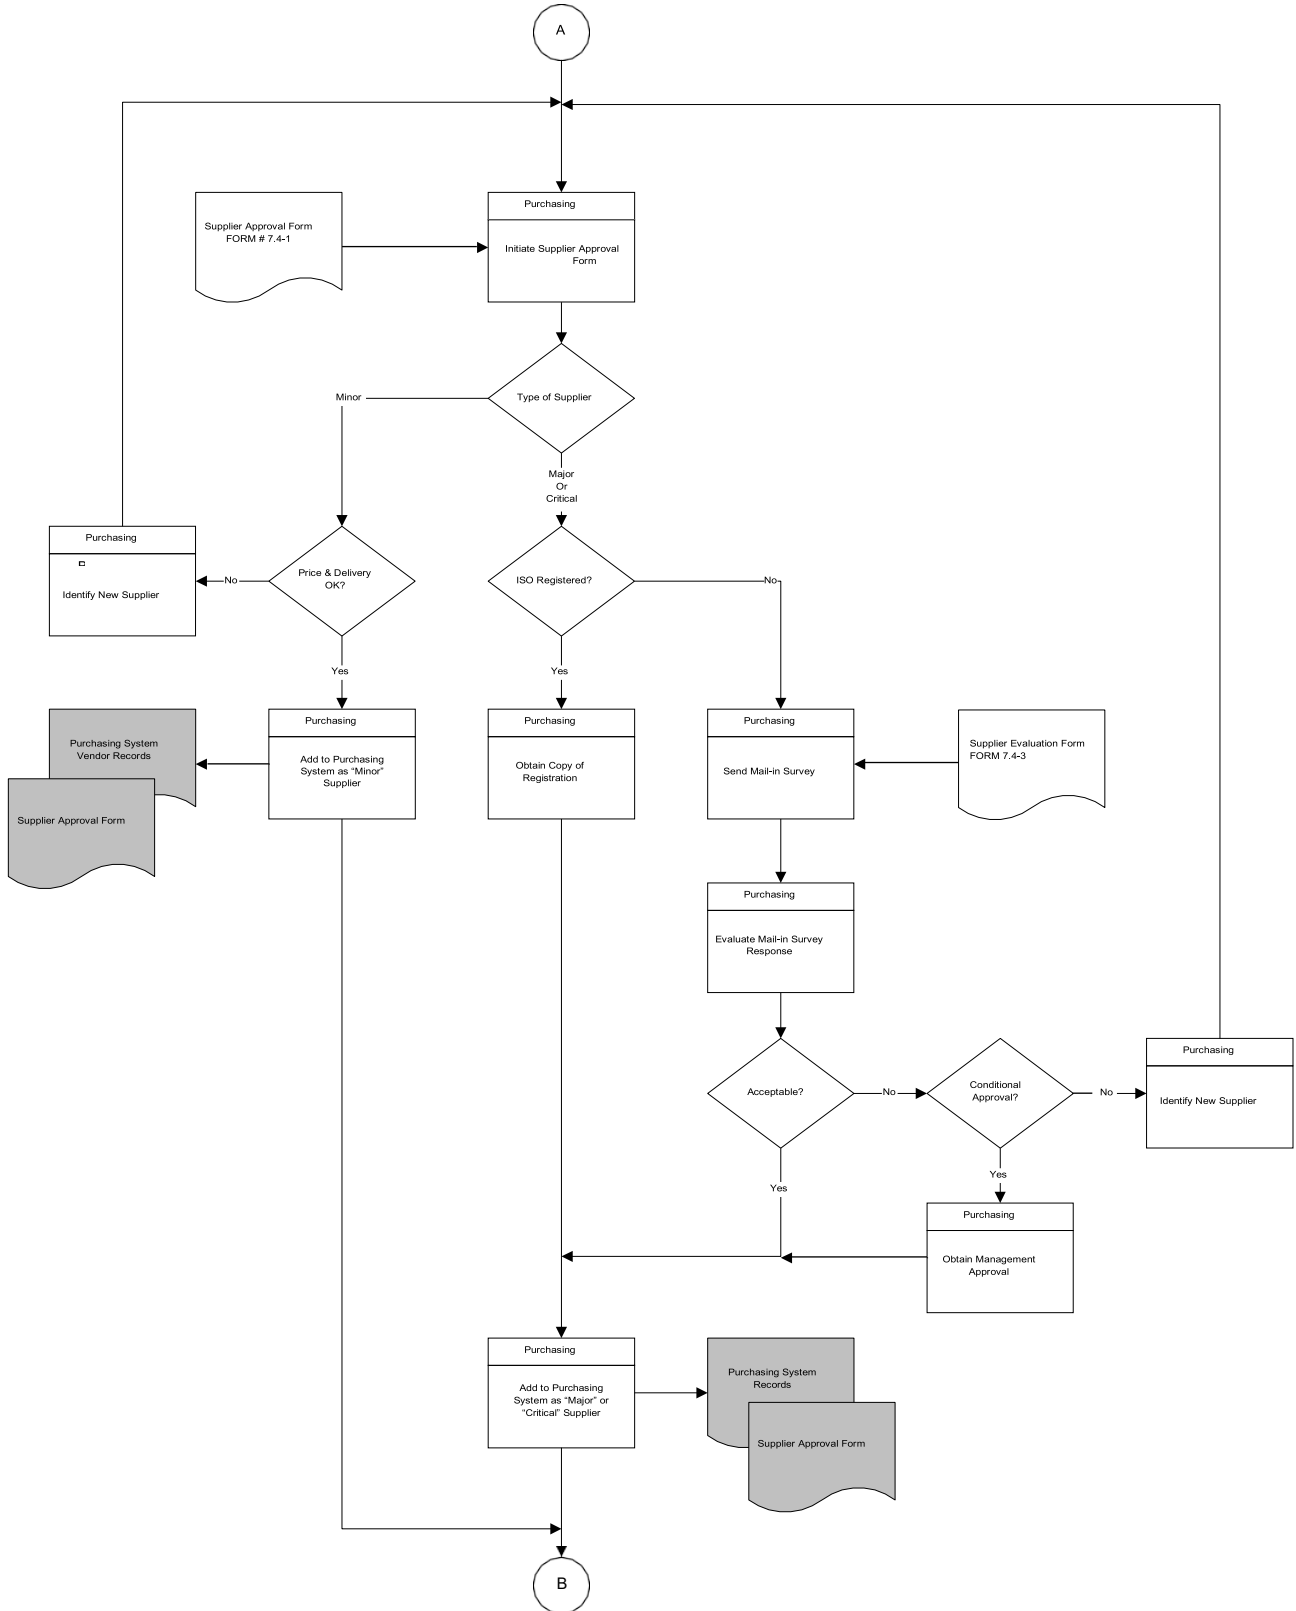 A
Purchasing
Supplier Approval Form
FORM # 7.4-1
Initiate Supplier Approval
Form
Type of Supplier
Minor
Major
Or
Critical
Purchasing
Identify New Supplier
No
Price & Delivery
OK?
ISO Registered?
No
Yes
Yes
Purchasing System
Vendor Records
Supplier Approval Form
Purchasing
Add to Purchasing
System as “Minor”
Supplier
Purchasing
Obtain Copy of
Registration
Purchasing
Send Mail-in Survey
Supplier Evaluation Form
FORM 7.4-3
Purchasing
Evaluate Mail-in Survey
Response
Acceptable?
No
Conditional
Approval?
No
Purchasing
Identify New Supplier
Yes
Yes
Purchasing
Obtain Management
Approval
Purchasing
Add to Purchasing
System as “Major” or
“Critical” Supplier
Purchasing System
Records
Supplier Approval Form
B